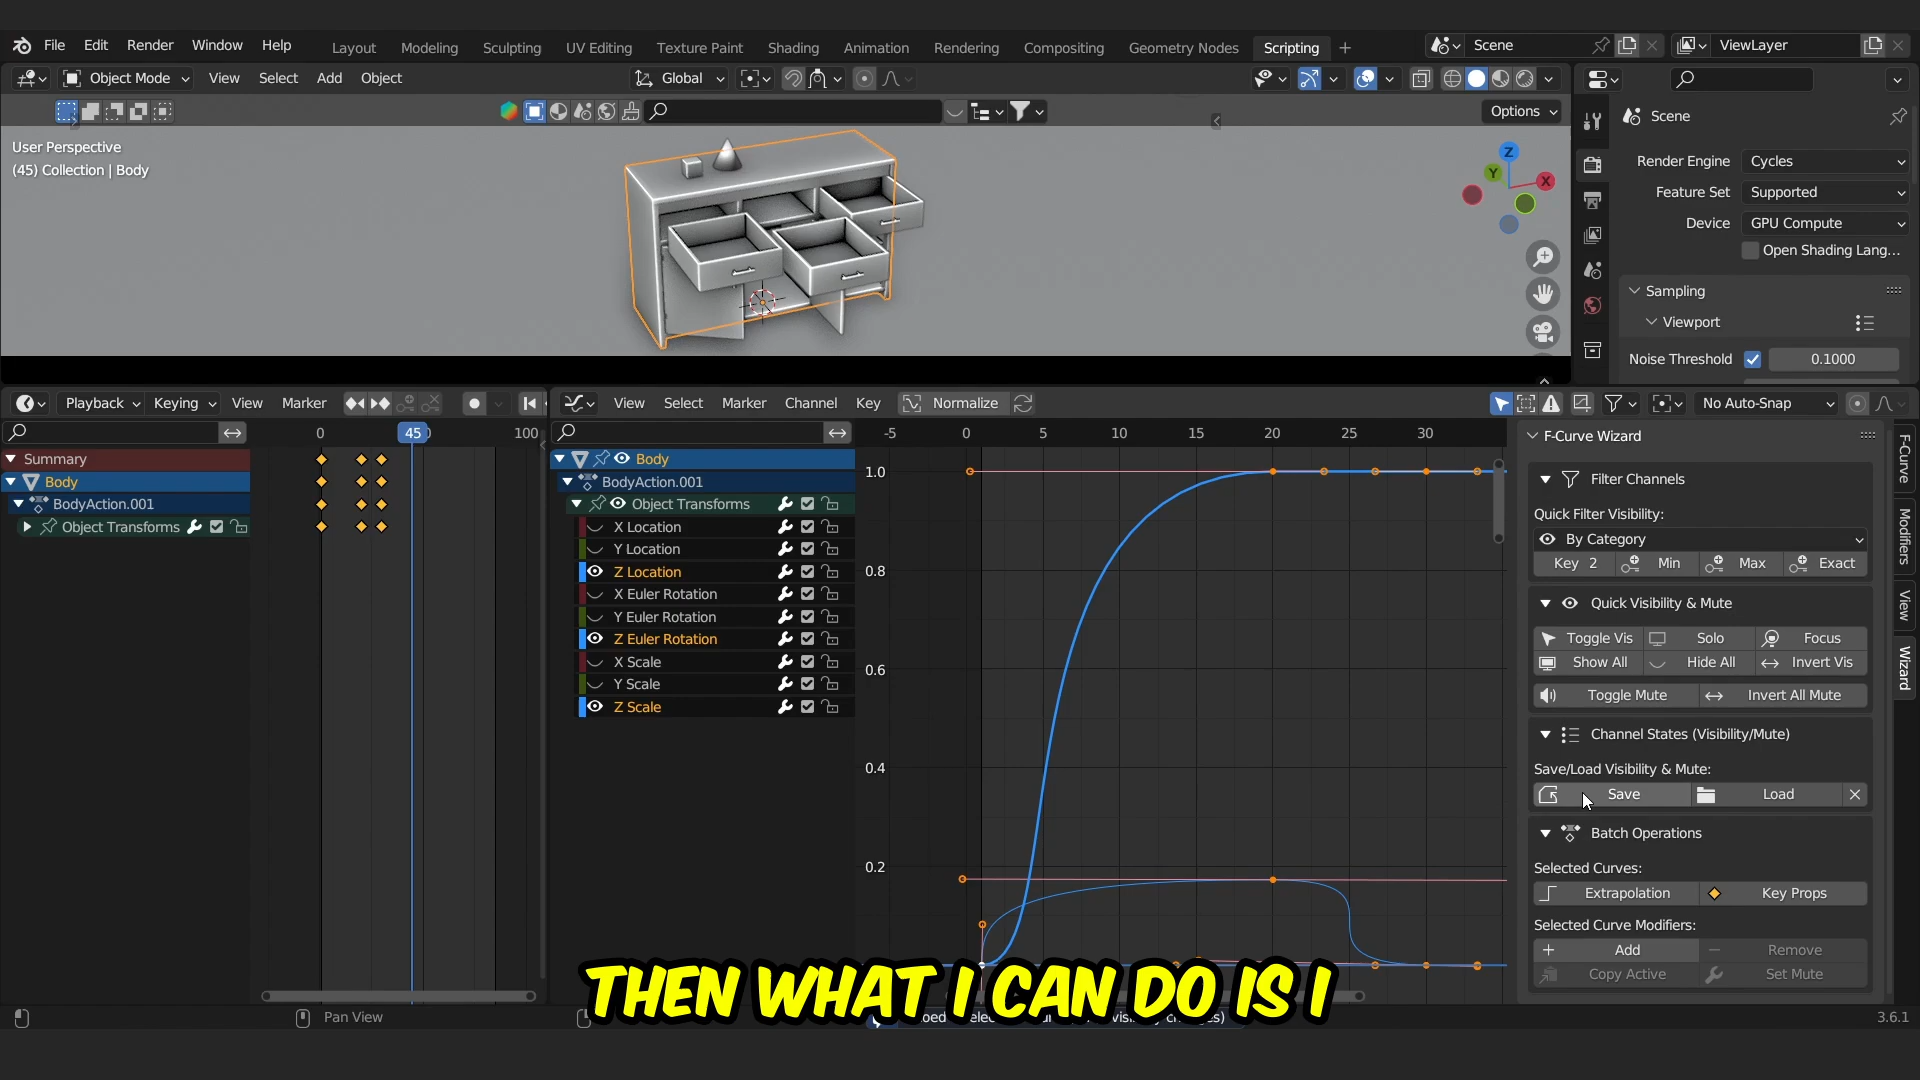 File Edit Render Window Help Layout Modeling Sculpting UV Editing Texture Paint Shading Animation Rendering Compositing Geometry Nodes Scripting + Scene ViewLayer
Object Mode View Select Add Object Global
Options
User Perspective
(45) Collection | Body
Z
Y
X
Scene
Render Engine Cycles
Feature Set Supported
Device GPU Compute
Open Shading Lang...
Sampling
Viewport
Noise Threshold 0.1000
Playback Keying View Marker
0 45 100
Summary
Body
BodyAction.001
Object Transforms
View Select Marker Channel Key Normalize No Auto-Snap
-5 0 5 10 15 20 25 30
Body
BodyAction.001
Object Transforms
X Location
Y Location
Z Location
X Euler Rotation
Y Euler Rotation
Z Euler Rotation
X Scale
Y Scale
Z Scale
1.0
0.8
0.6
0.4
0.2
F-Curve Wizard
Filter Channels
Quick Filter Visibility:
By Category
Key 2 Min Max Exact
Quick Visibility & Mute
Toggle Vis Solo Focus
Show All Hide All Invert Vis
Toggle Mute Invert All Mute
Channel States (Visibility/Mute)
Save/Load Visibility & Mute:
Save Load
Batch Operations
Selected Curves:
Extrapolation Key Props
Selected Curve Modifiers:
Add Remove
Copy Active Set Mute
F-Curve
Modifiers
View
Wizard
THEN WHAT I CAN DO IS I
Pan View
3.6.1